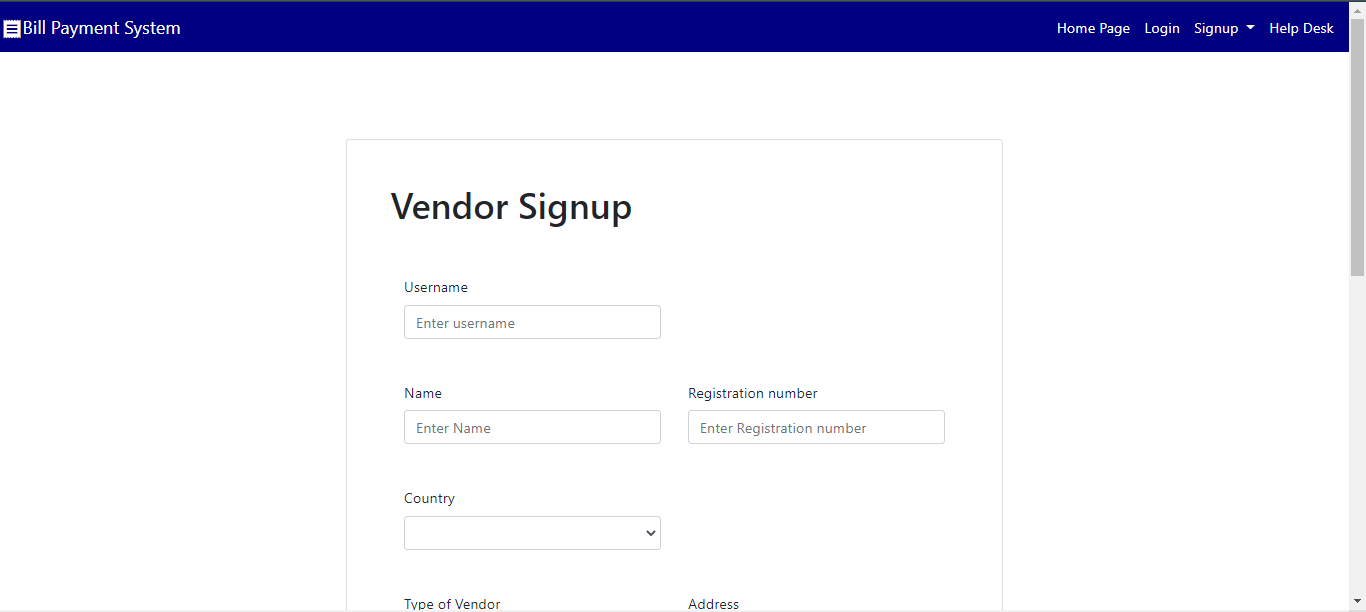 Bill Payment System
Home Page Login Signup Help Desk
Vendor Signup
Username
Enter username
Name Registration number
Enter Name Enter Registration number
Country
Type of Vendor Address